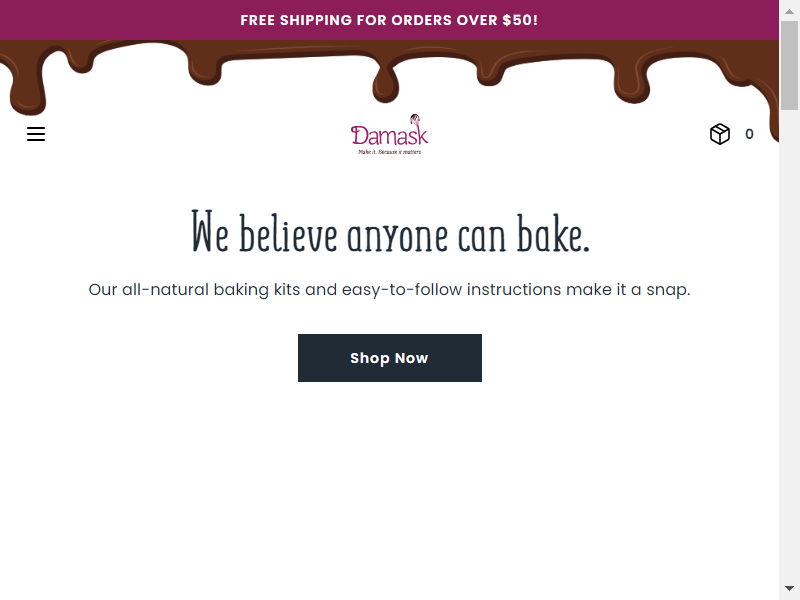 FREE SHIPPING FOR ORDERS OVER $50!
Damask
Make it. Because it matters
0
We believe anyone can bake.
Our all-natural baking kits and easy-to-follow instructions make it a snap.
Shop Now